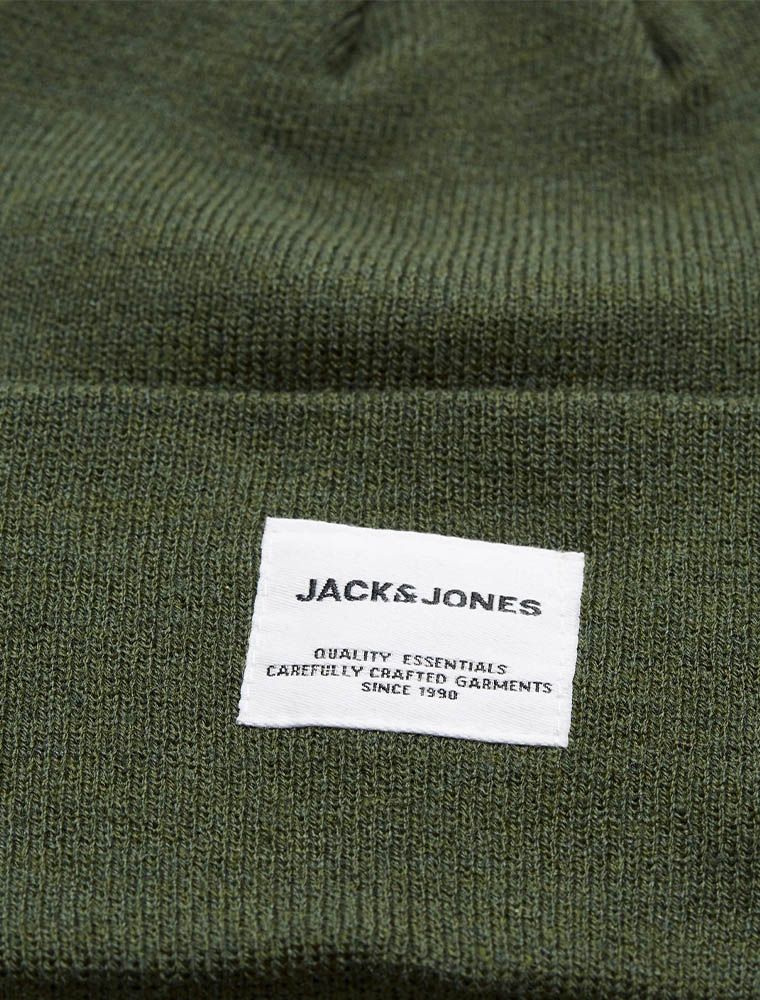 JACK&JONES
QUALITY ESSENTIALS
CAREFULLY CRAFTED GARMENTS
SINCE 1990